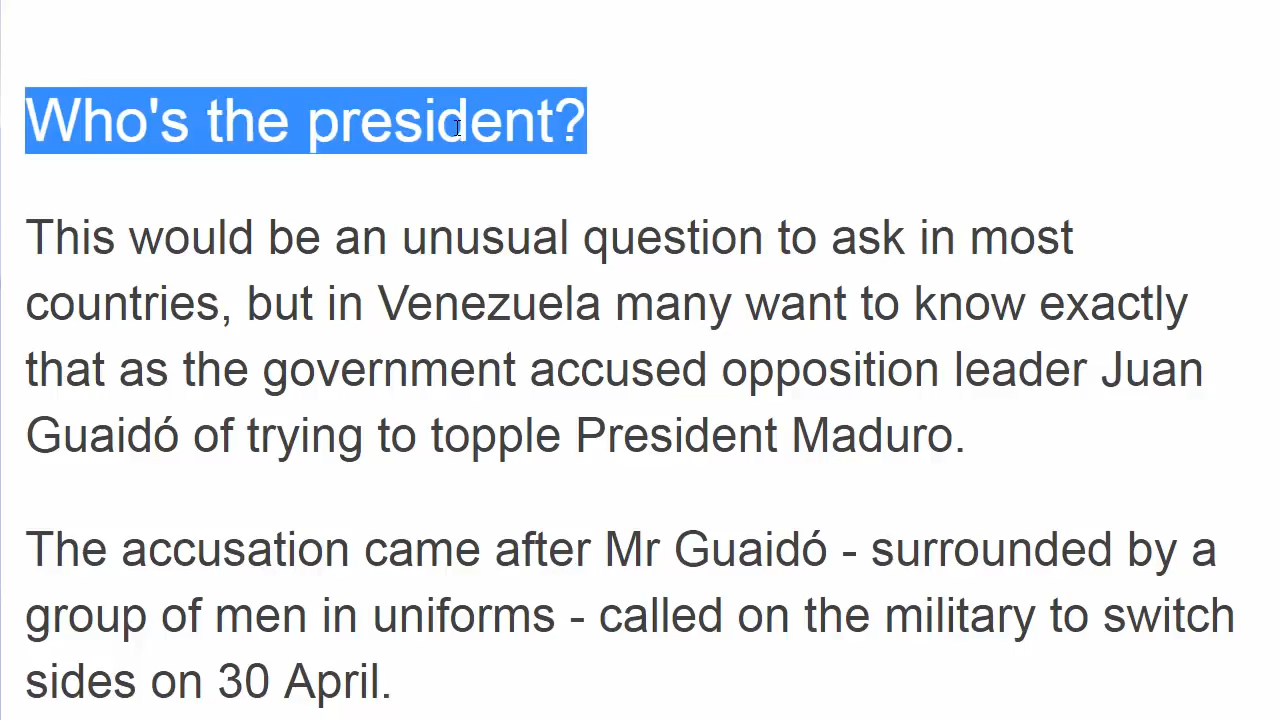 Who's the president?
This would be an unusual question to ask in most
countries, but in Venezuela many want to know exactly
that as the government accused opposition leader Juan
Guaidó of trying to topple President Maduro.
The accusation came after Mr Guaidó - surrounded by a
group of men in uniforms - called on the military to switch
sides on 30 April.